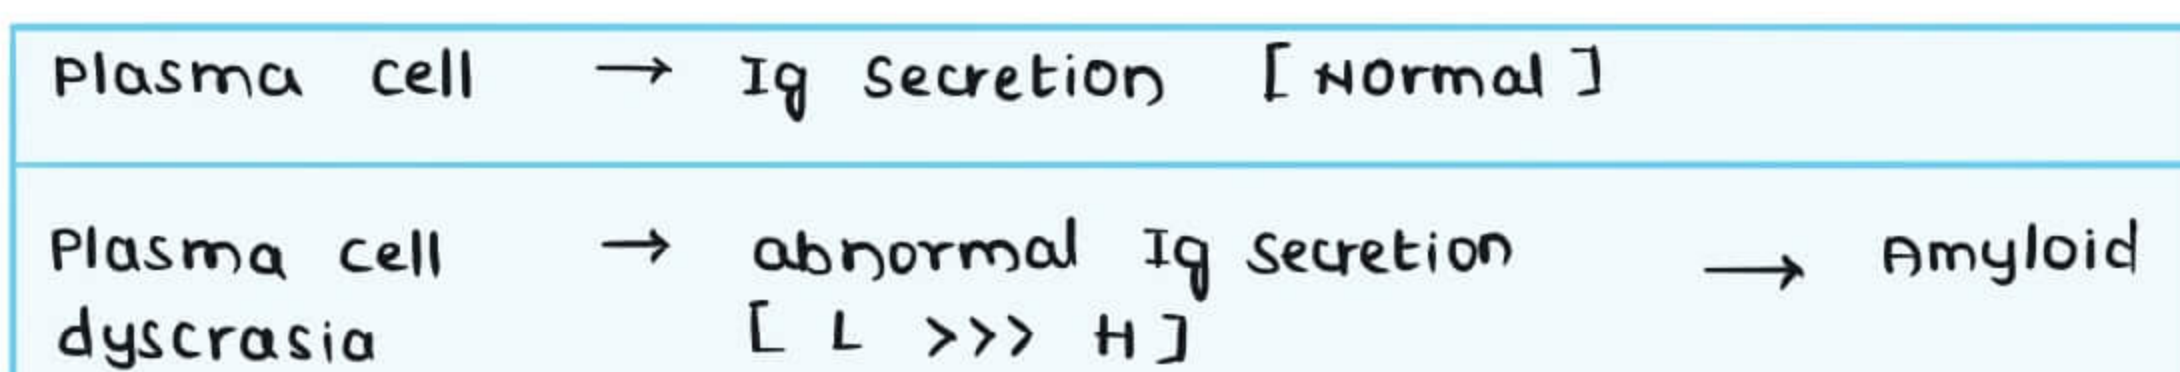 Plasma cell → Ig Secretion [Normal]
Plasma cell → abnormal Ig Secretion → Amyloid
dyscrasia [L >>> H]